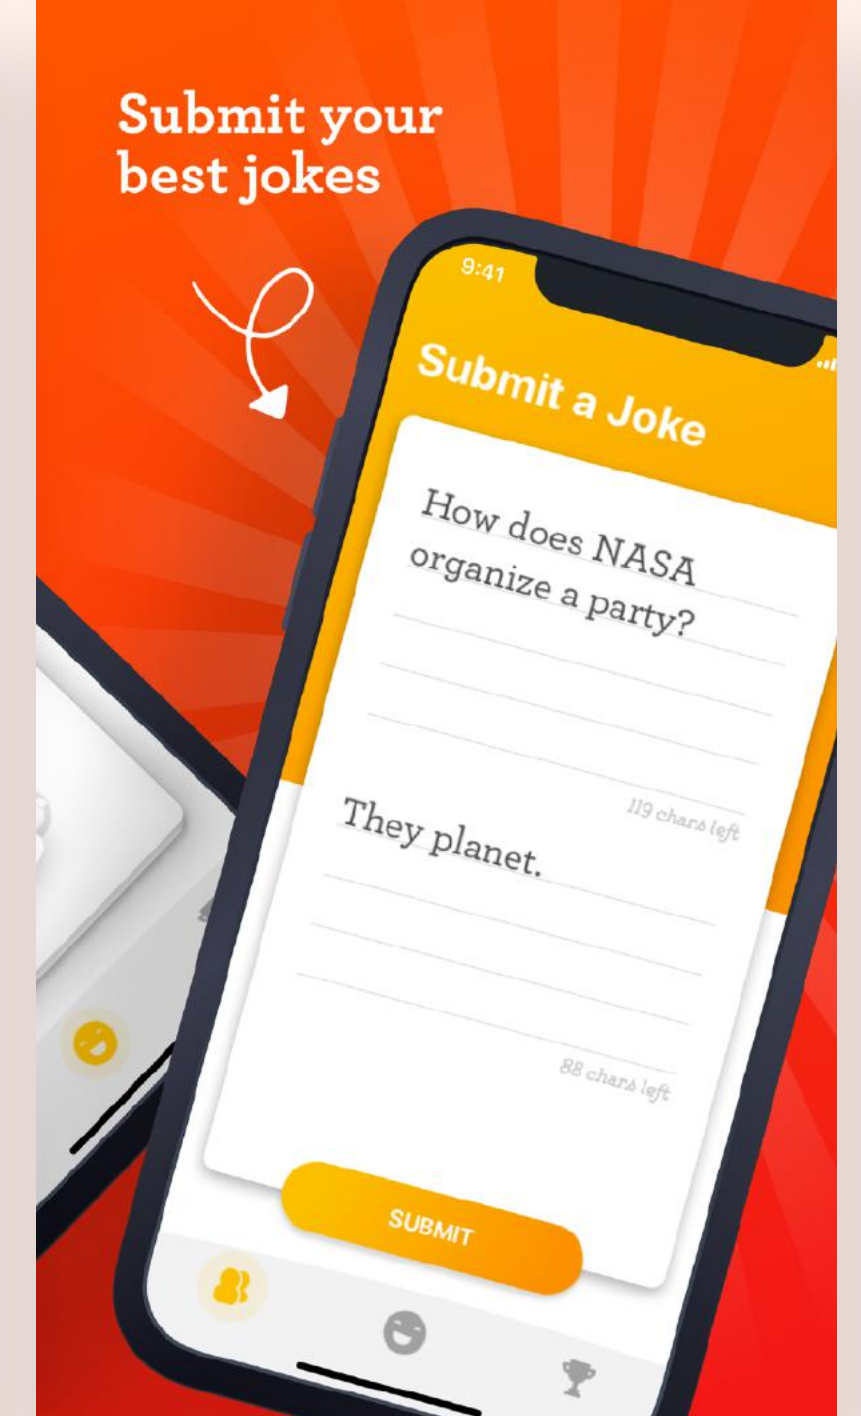 Submit your
best jokes
9:41
Submit a Joke
How does NASA
organize a party?
119 chars left
They planet.
88 chars left
SUBMIT